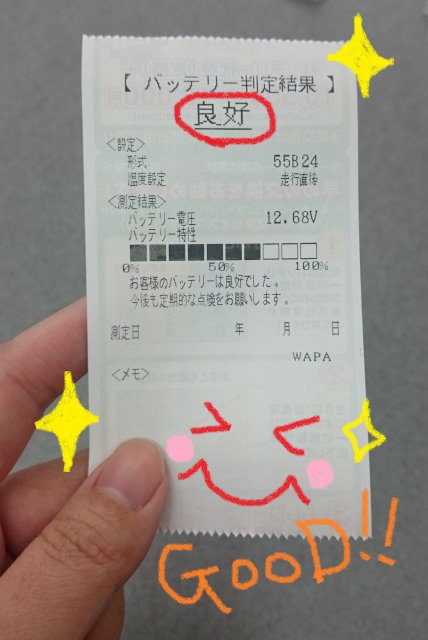 【 バッテリー判定結果 】
良好
<設定>
形式 55B24
温度設定 走行直後
<測定結果>
バッテリー電圧 12.68V
バッテリー特性
0% 50% 100%
お客様のバッテリーは良好でした。
今後も定期的な点検をお願いします。
測定日 年 月 日
WAPA
<メモ>
GOOD!!